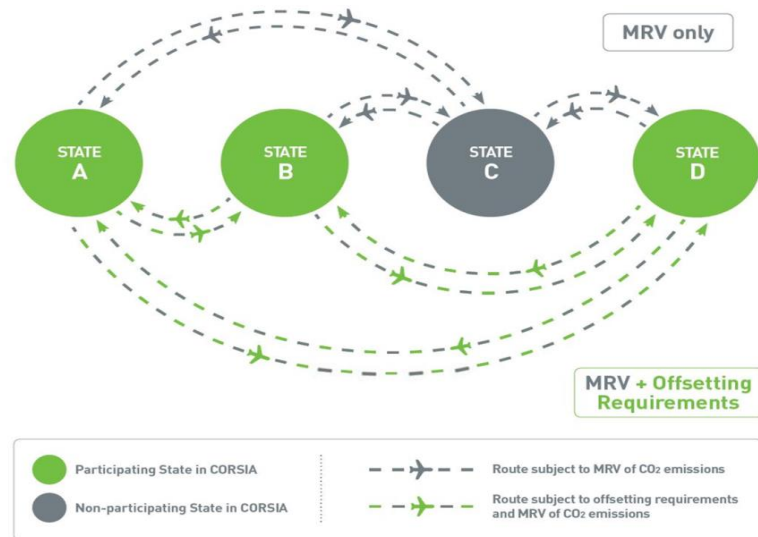 MRV only
STATE
A
STATE
B
STATE
C
STATE
D
MRV + Offsetting
Requirements
Participating State in CORSIA
Non-participating State in CORSIA
Route subject to MRV of CO₂ emissions
Route subject to offsetting requirements
and MRV of CO₂ emissions